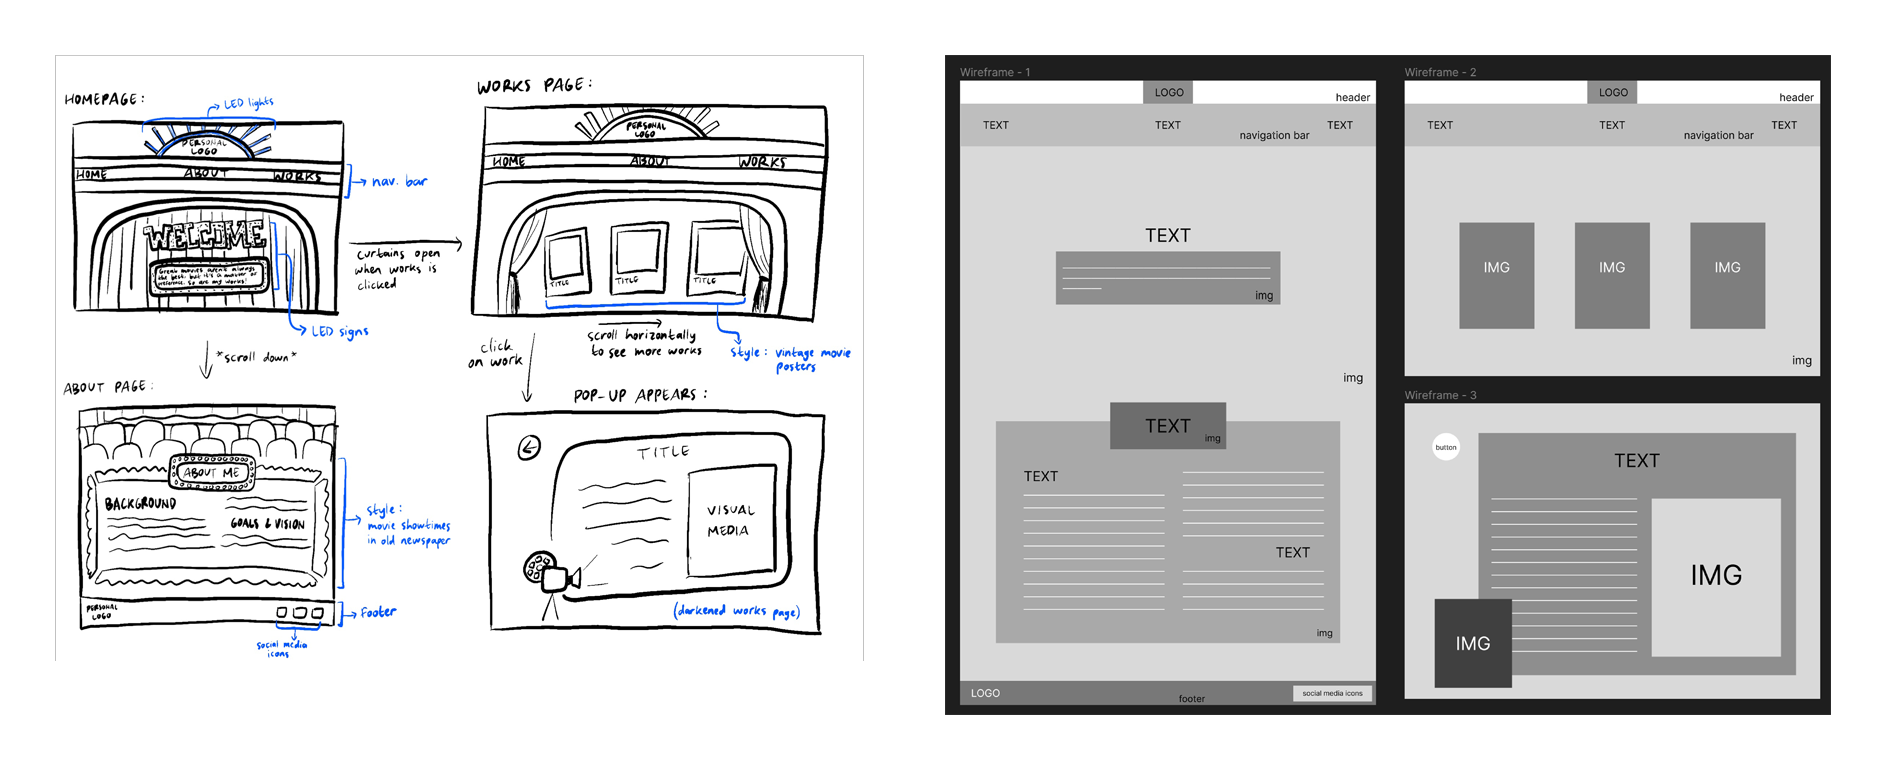 HOMEPAGE:
LED lights
PERSONAL
LOGO
HOME
ABOUT
WORKS
nav. bar
WELCOME
Great movies aren't always
the best, but it's a matter of
preference. So are my works!
LED signs
curtains open
when works is
clicked
*scroll down*
WORKS PAGE:
PERSONAL
LOGO
HOME
ABOUT
WORKS
TITLE
TITLE
TITLE
scroll horizontally
to see more works
style: vintage movie
posters
click
on work
ABOUT PAGE:
ABOUT ME
BACKGROUND
GOALS & VISION
style:
movie showtimes
in old newspaper
PERSONAL
LOGO
Footer
social media
icons
POP-UP APPEARS:
TITLE
VISUAL
MEDIA
(darkened works page)
Wireframe - 1
LOGO
header
TEXT
TEXT
TEXT
navigation bar
TEXT
img
img
TEXT
img
TEXT
TEXT
img
LOGO
footer
social media icons
Wireframe - 2
LOGO
header
TEXT
TEXT
TEXT
navigation bar
IMG
IMG
IMG
img
Wireframe - 3
button
TEXT
IMG
IMG